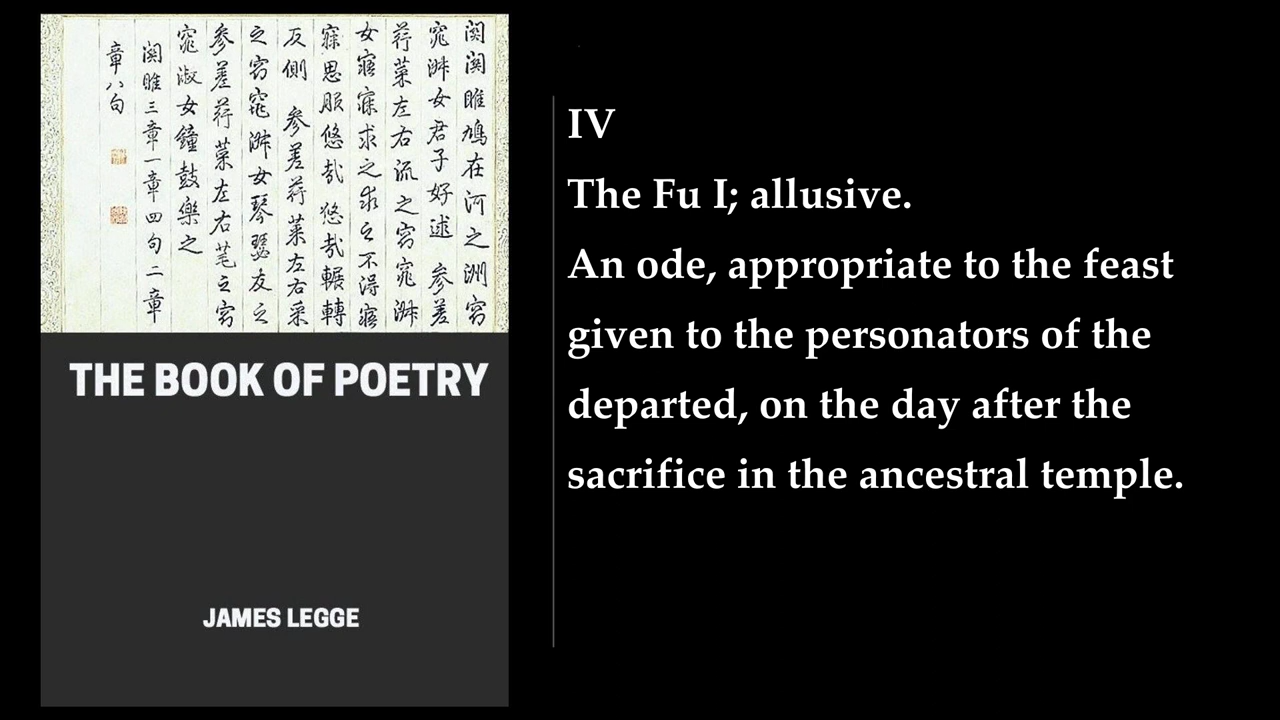 關關雎鳩在河之洲窈
窕淑女君子好逑 參差
荇菜左右流之窈窕淑
女寤寐求之求之不得寤
寐思服悠哉悠哉輾轉
反側 參差荇菜左右采
之窈窕淑女琴瑟友之
參差荇菜左右芼之窈
窕淑女鐘鼓樂之
關雎三章一章四句二章
章八句
THE BOOK OF POETRY
JAMES LEGGE
IV
The Fu I; allusive.
An ode, appropriate to the feast
given to the personators of the
departed, on the day after the
sacrifice in the ancestral temple.